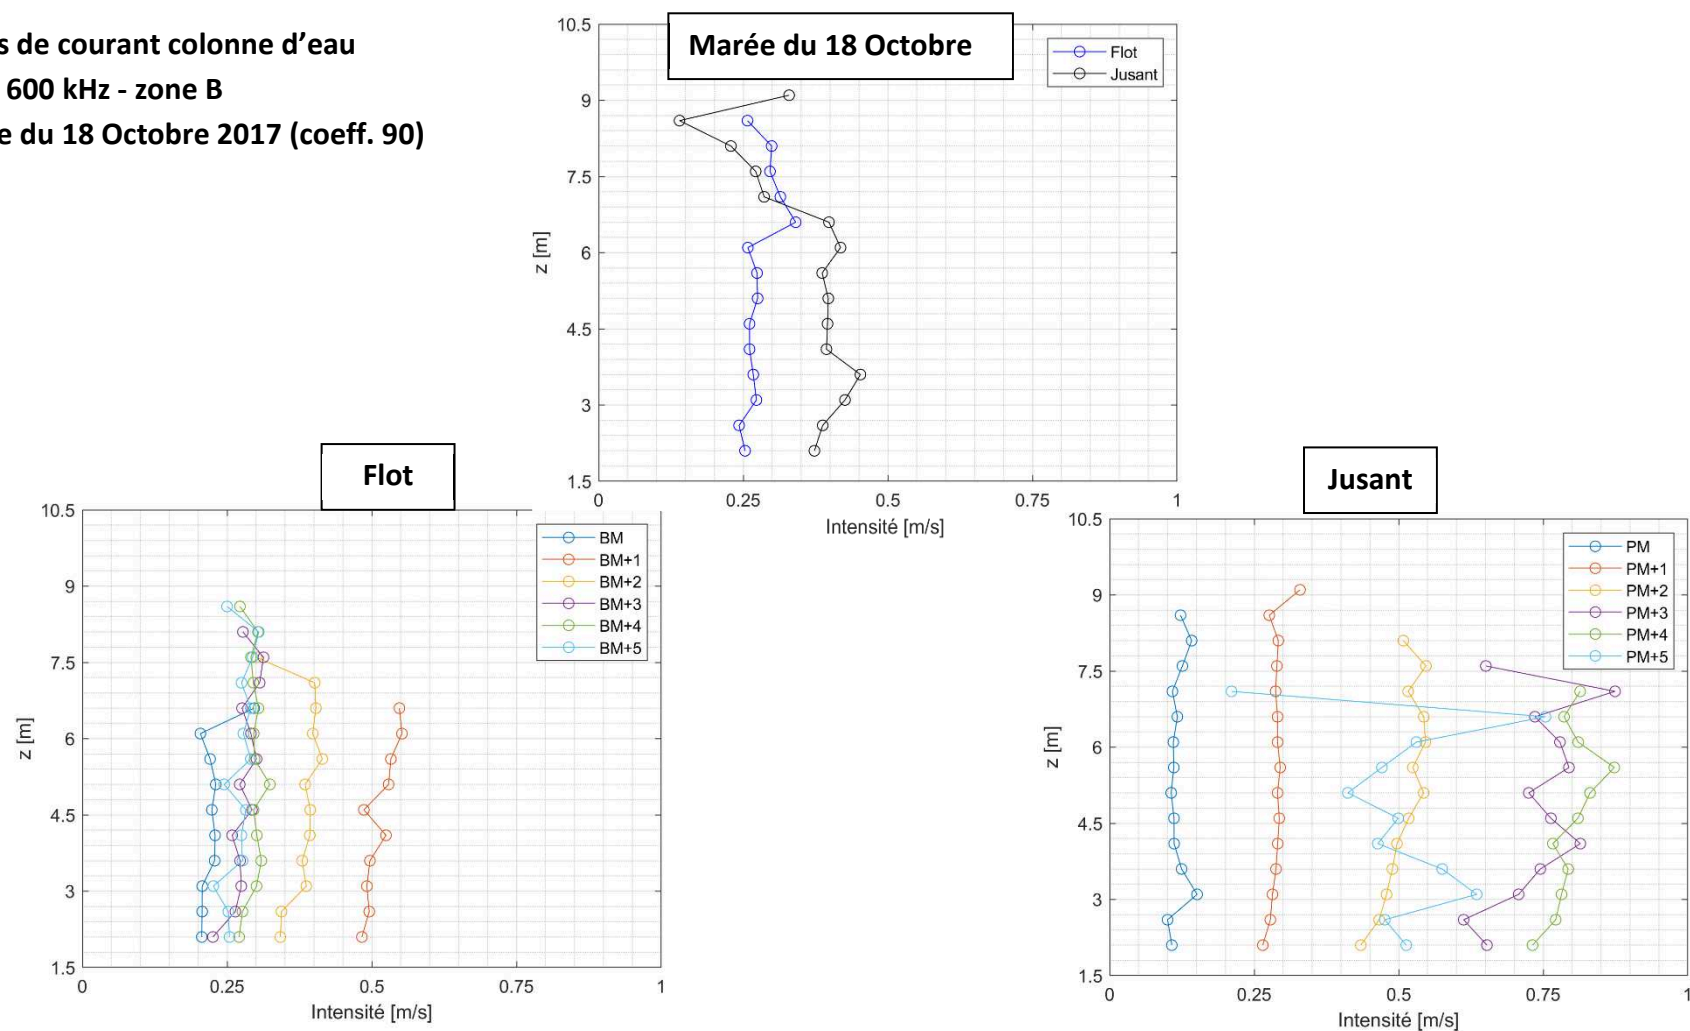 s de courant colonne d'eau
600 kHz - zone B
e du 18 Octobre 2017 (coeff. 90)
Marée du 18 Octobre
Flot
Jusant
10.5
9
7.5
6
4.5
3
1.5
z [m]
0
0.25
0.5
0.75
1
Intensité [m/s]
Flot
BM
BM+1
BM+2
BM+3
BM+4
BM+5
10.5
9
7.5
6
4.5
3
1.5
z [m]
0
0.25
0.5
0.75
1
Intensité [m/s]
Jusant
PM
PM+1
PM+2
PM+3
PM+4
PM+5
10.5
9
7.5
6
4.5
3
1.5
z [m]
0
0.25
0.5
0.75
1
Intensité [m/s]